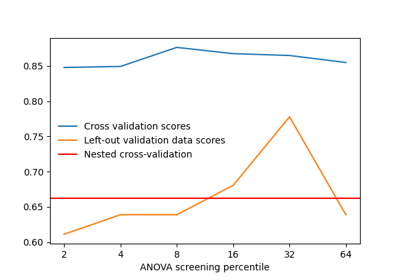 0.85
0.80
0.75
0.70
0.65
0.60
Cross validation scores
Left-out validation data scores
Nested cross-validation
2 4 8 16 32 64
ANOVA screening percentile